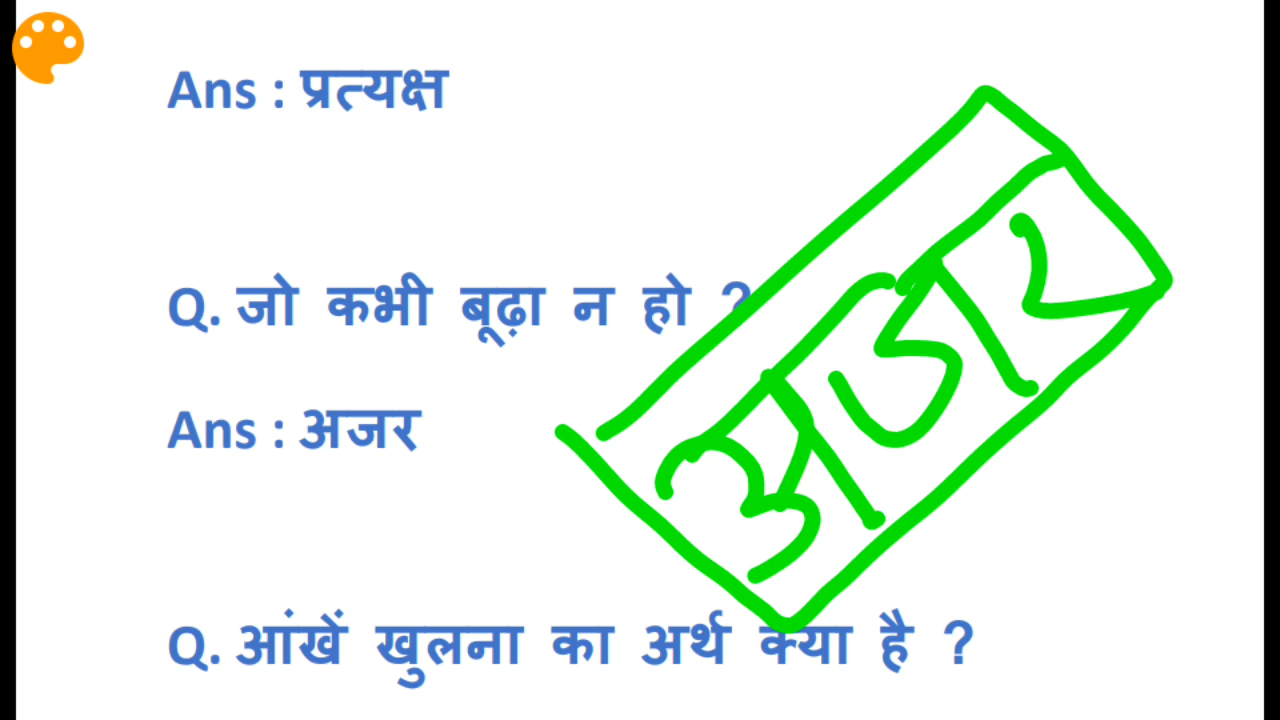 Ans : प्रत्यक्ष
Q. जो कभी बूढ़ा न हो ?
Ans : अजर
अजर
Q. आंखें खुलना का अर्थ क्या है ?